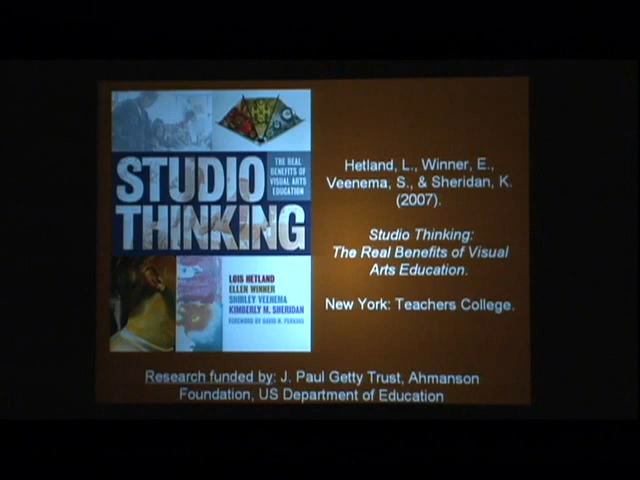 STUDIO
THINKING
THE REAL
BENEFITS OF
VISUAL ARTS
EDUCATION
LOIS HETLAND
ELLEN WINNER
SHIRLEY VEENEMA
KIMBERLY M. SHERIDAN
FOREWORD BY DAVID N. PERKINS
Hetland, L., Winner, E.,
Veenema, S., & Sheridan, K.
(2007).
Studio Thinking:
The Real Benefits of Visual
Arts Education.
New York: Teachers College.
Research funded by: J. Paul Getty Trust, Ahmanson
Foundation, US Department of Education